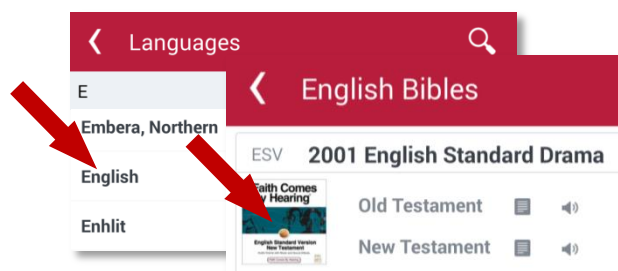 Languages
E
Embera, Northern
English
Enhlit
English Bibles
ESV 2001 English Standard Drama
Faith Comes
By Hearing
English Standard Version
New Testament
Old Testament
New Testament